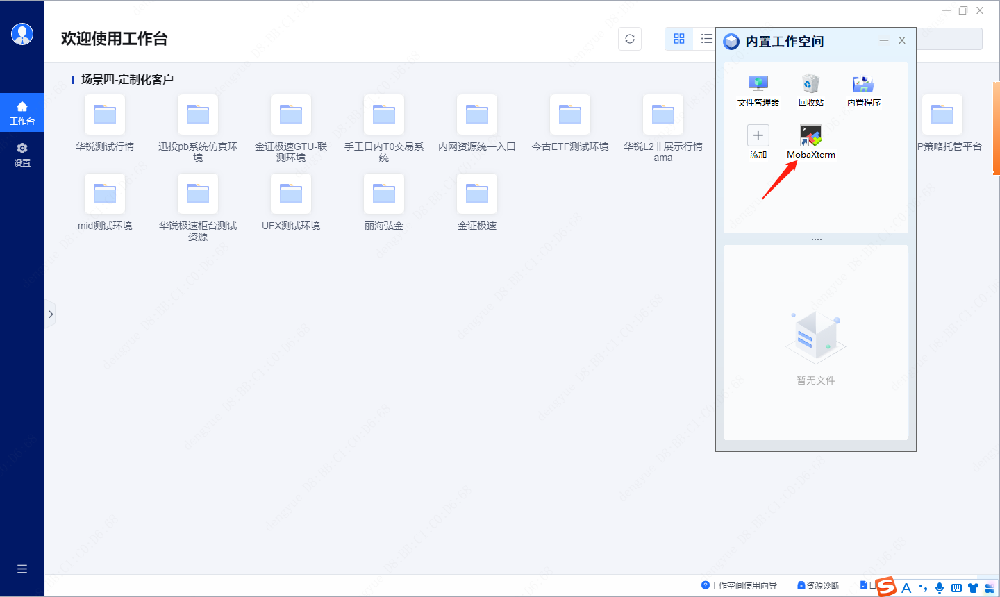 欢迎使用工作台
场景四-定制化客户
华锐测试行情
迅投pb系统仿真环
境
金证极速GTU-联
测环境
手工日内T0交易系
统
内网资源统一入口
今古ETF测试环境
华锐L2非展示行情
ama
P策略托管平台
mid测试环境
华锐极速柜台测试
资源
UFX测试环境
丽海弘金
金证极速
工作台
设置
内置工作空间
文件管理器
回收站
内置程序
添加
MobaXterm
暂无文件
工作空间使用向导
资源诊断
日
S A
dengyue D8:BB:C1:C0:D6:68